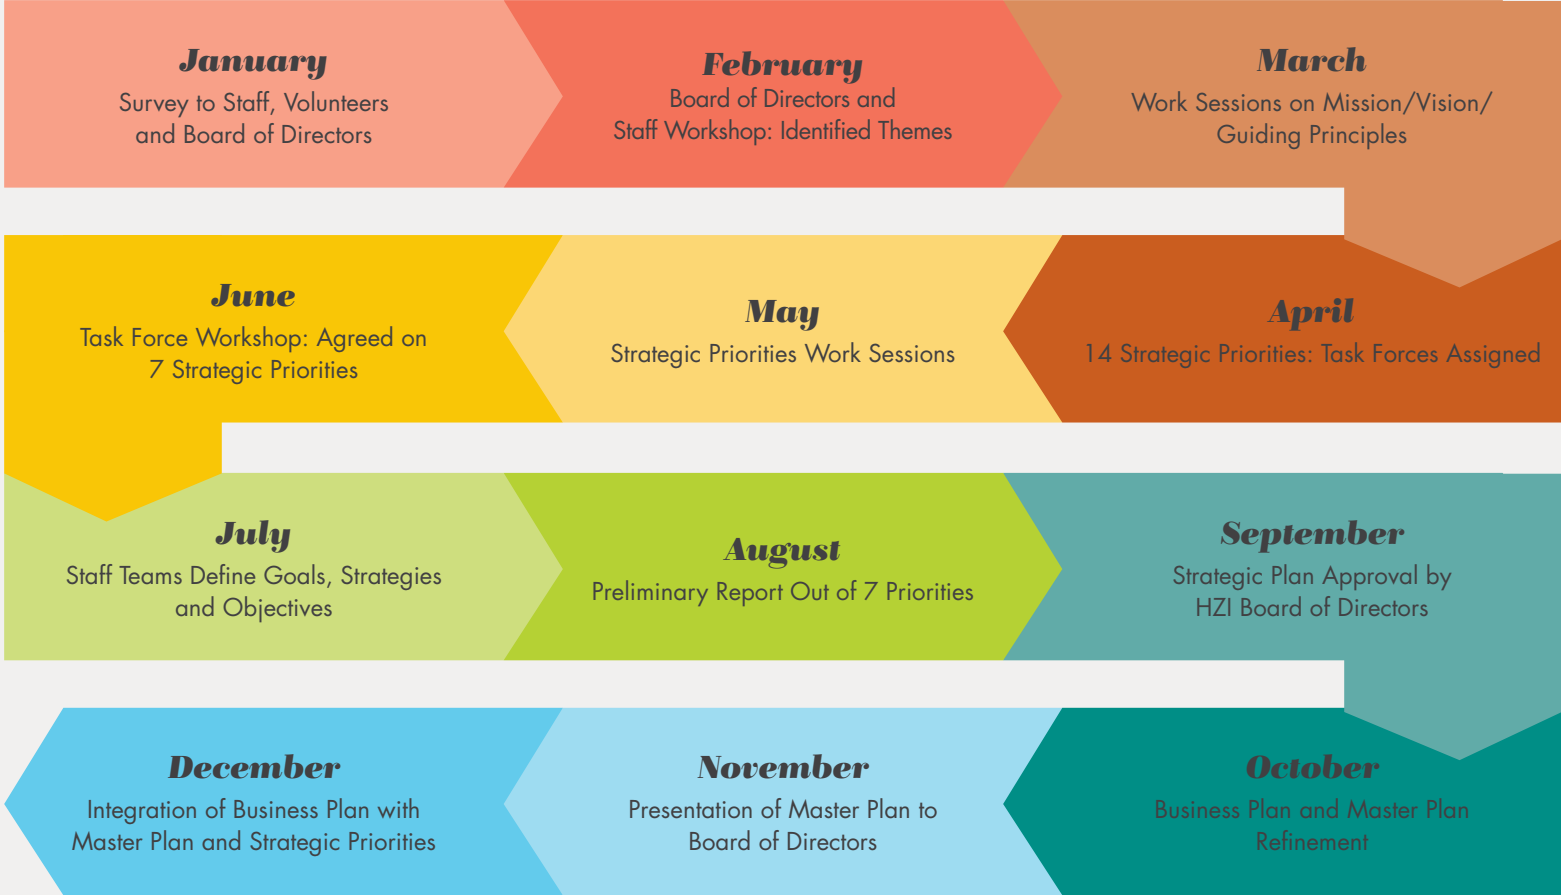 January
Survey to Staff, Volunteers
and Board of Directors
February
Board of Directors and
Staff Workshop: Identified Themes
March
Work Sessions on Mission/Vision/
Guiding Principles
April
14 Strategic Priorities: Task Forces Assigned
May
Strategic Priorities Work Sessions
June
Task Force Workshop: Agreed on
7 Strategic Priorities
July
Staff Teams Define Goals, Strategies
and Objectives
August
Preliminary Report Out of 7 Priorities
September
Strategic Plan Approval by
HZI Board of Directors
October
Business Plan and Master Plan
Refinement
November
Presentation of Master Plan to
Board of Directors
December
Integration of Business Plan with
Master Plan and Strategic Priorities